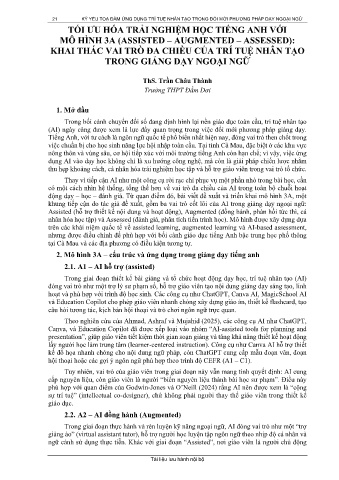 21 KỶ YẾU TỌA ĐÀM ỨNG DỤNG TRÍ TUỆ NHÂN TẠO TRONG ĐỔI MỚI PHƯƠNG PHÁP DẠY NGOẠI NGỮ
TỐI ƯU HÓA TRẢI NGHIỆM HỌC TIẾNG ANH VỚI
MÔ HÌNH 3A (ASSISTED – AUGMENTED – ASSESSED):
KHAI THÁC VAI TRÒ ĐA CHIỀU CỦA TRÍ TUỆ NHÂN TẠO
TRONG GIẢNG DẠY NGOẠI NGỮ
ThS. Trần Châu Thành
Trường THPT Đầm Dơi
1. Mở đầu
Trong bối cảnh chuyển đổi số đang định hình lại nền giáo dục toàn cầu, trí tuệ nhân tạo
(AI) ngày càng được xem là lực đẩy quan trọng trong việc đổi mới phương pháp giảng dạy.
Tiếng Anh, với tư cách là ngôn ngữ quốc tế phổ biến nhất hiện nay, đóng vai trò then chốt trong
việc chuẩn bị cho học sinh năng lực hội nhập toàn cầu. Tại tỉnh Cà Mau, đặc biệt ở các khu vực
nông thôn và vùng sâu, cơ hội tiếp xúc với môi trường tiếng Anh còn hạn chế; vì vậy, việc ứng
dụng AI vào dạy học không chỉ là xu hướng công nghệ, mà còn là giải pháp chiến lược nhằm
thu hẹp khoảng cách, cá nhân hóa trải nghiệm học tập và hỗ trợ giáo viên trong vai trò tổ chức.
Thay vì tiếp cận AI như một công cụ rời rạc chỉ phục vụ một phần nhỏ trong bài học, cần
có một cách nhìn hệ thống, tổng thể hơn về vai trò đa chiều của AI trong toàn bộ chuỗi hoạt
động dạy – học – đánh giá. Từ quan điểm đó, bài viết đề xuất và triển khai mô hình 3A, một
khung tiếp cận do tác giả đề xuất, gồm ba vai trò cốt lõi của AI trong giảng dạy ngoại ngữ:
Assisted (hỗ trợ thiết kế nội dung và hoạt động), Augmented (đồng hành, phản hồi tức thì, cá
nhân hóa học tập) và Assessed (đánh giá, phân tích tiến trình học). Mô hình được xây dựng dựa
trên các khái niệm quốc tế về assisted learning, augmented learning và AI-based assessment,
nhưng được điều chỉnh để phù hợp với bối cảnh giáo dục tiếng Anh bậc trung học phổ thông
tại Cà Mau và các địa phương có điều kiện tương tự.
2. Mô hình 3A – cấu trúc và ứng dụng trong giảng dạy tiếng anh
2.1. A1 – AI hỗ trợ (assisted)
Trong giai đoạn thiết kế bài giảng và tổ chức hoạt động dạy học, trí tuệ nhân tạo (AI)
đóng vai trò như một trợ lý sư phạm số, hỗ trợ giáo viên tạo nội dung giảng dạy sáng tạo, linh
hoạt và phù hợp với trình độ học sinh. Các công cụ như ChatGPT, Canva AI, MagicSchool AI
và Education Copilot cho phép giáo viên nhanh chóng xây dựng giáo án, thiết kế flashcard, tạo
câu hỏi tương tác, kịch bản hội thoại và trò chơi ngôn ngữ trực quan.
Theo nghiên cứu của Ahmed, Ashraf và Mujahid (2025), các công cụ AI như ChatGPT,
Canva, và Education Copilot đã được xếp loại vào nhóm “AI-assisted tools for planning and
presentation”, giúp giáo viên tiết kiệm thời gian soạn giảng và tăng khả năng thiết kế hoạt động
lấy người học làm trung tâm (learner-centered instruction). Công cụ như Canva AI hỗ trợ thiết
kế đồ họa nhanh chóng cho nội dung ngữ pháp, còn ChatGPT cung cấp mẫu đoạn văn, đoạn
hội thoại hoặc các gợi ý ngôn ngữ phù hợp theo trình độ CEFR (A1 – C1).
Tuy nhiên, vai trò của giáo viên trong giai đoạn này vẫn mang tính quyết định: AI cung
cấp nguyên liệu, còn giáo viên là người “biên nguyên liệu thành bài học sư phạm”. Điều này
phù hợp với quan điểm của Godwin-Jones và O’Neill (2024) rằng AI nên được xem là “cộng
sự trí tuệ” (intellectual co-designer), chứ không phải người thay thế giáo viên trong thiết kế
giáo dục.
2.2. A2 – AI đồng hành (Augmented)
Trong giai đoạn thực hành và rèn luyện kỹ năng ngoại ngữ, AI đóng vai trò như một “trợ
giảng ảo” (virtual assistant tutor), hỗ trợ người học luyện tập ngôn ngữ theo nhịp độ cá nhân và
ngữ cảnh sử dụng thực tiễn. Khác với giai đoạn “Assisted”, nơi giáo viên là người chủ động
Tài liệu lưu hành nội bộ